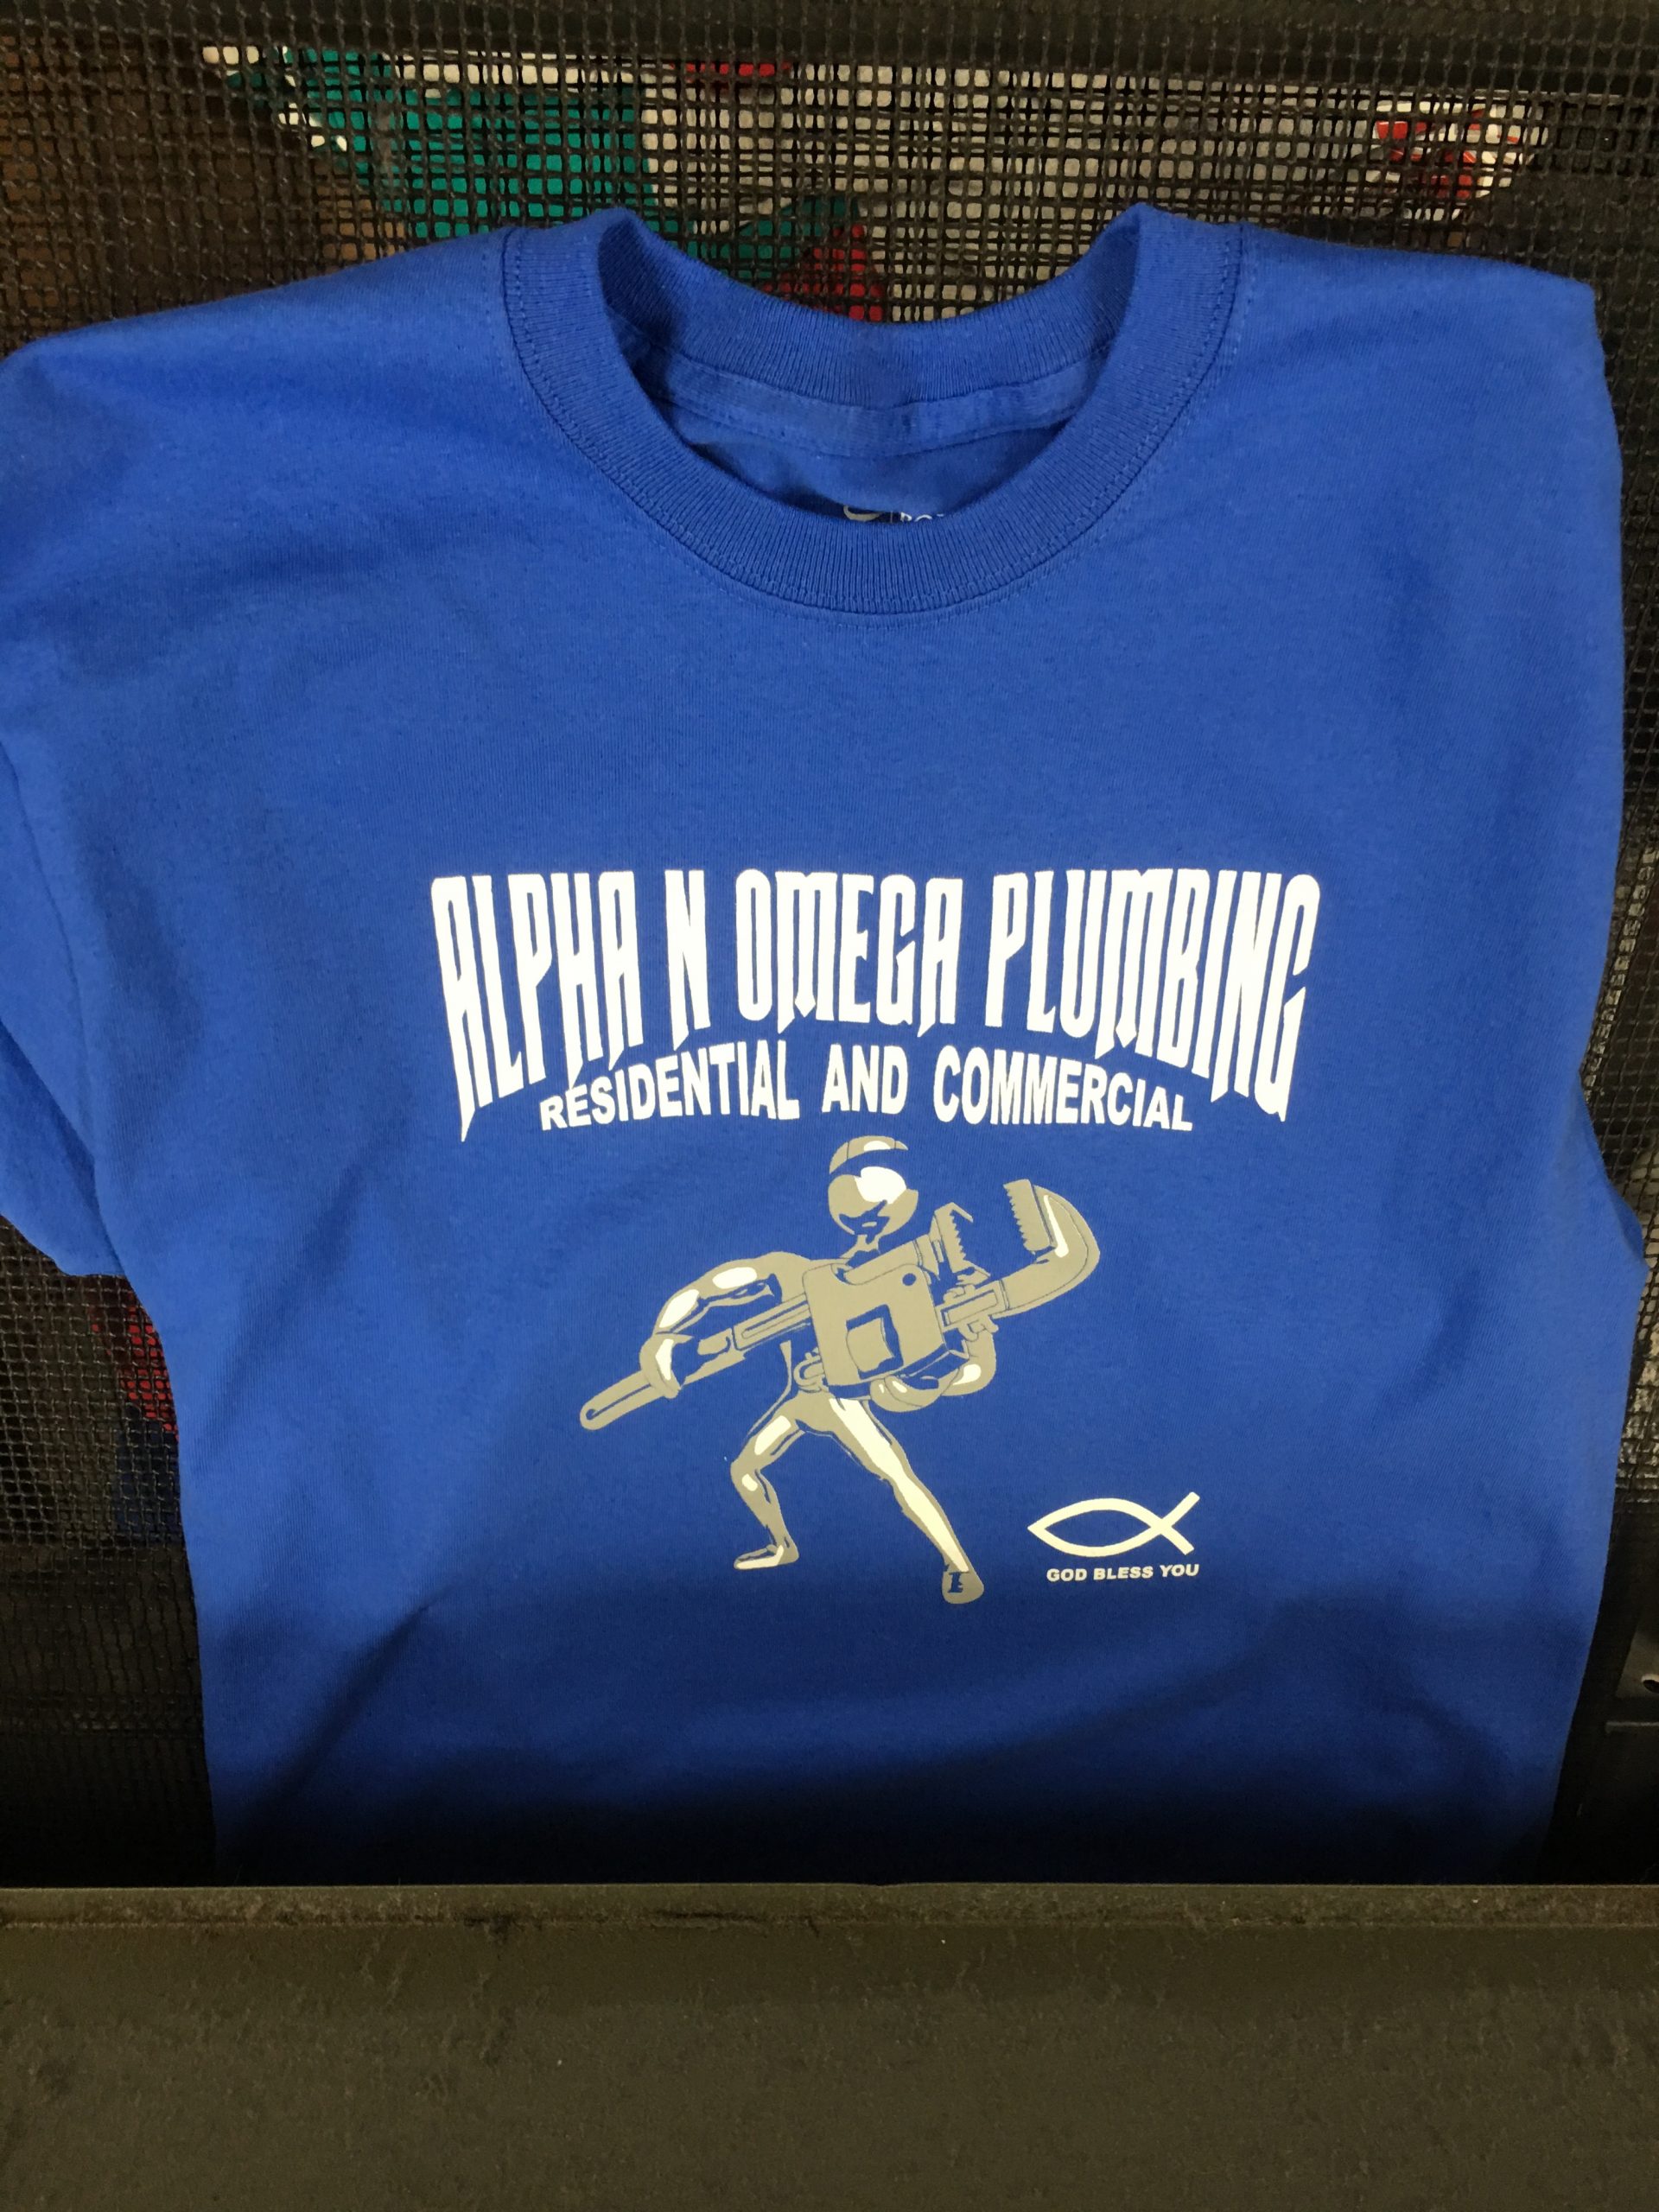 ALPHA N OMEGA PLUMBING
RESIDENTIAL AND COMMERCIAL
GOD BLESS YOU